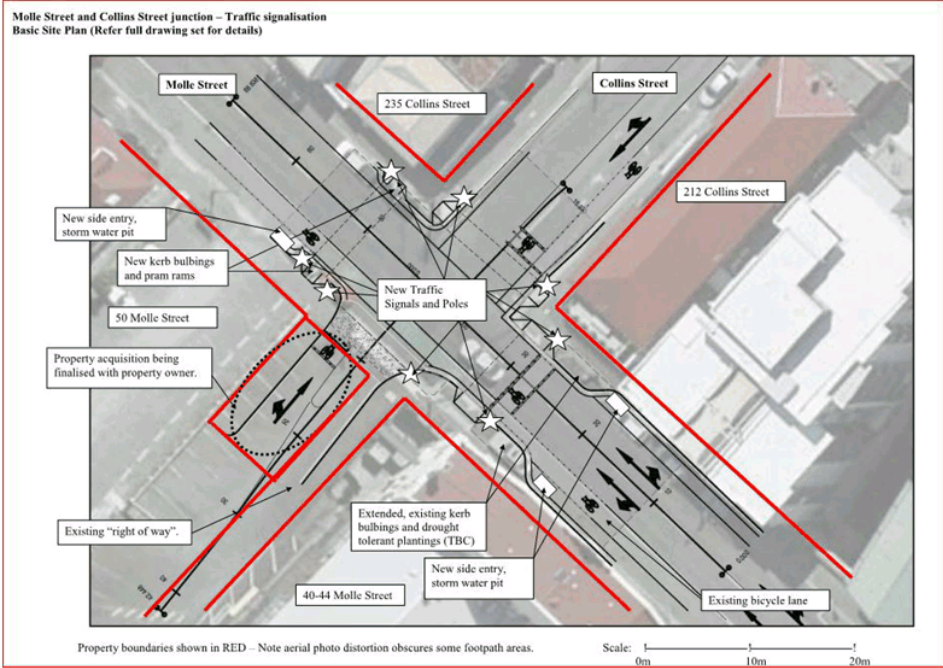 Molle Street and Collins Street junction – Traffic signalisation
Basic Site Plan (Refer full drawing set for details)
Molle Street
235 Collins Street
Collins Street
212 Collins Street
New side entry,
storm water pit
New kerb bulbings
and pram rams
New Traffic
Signals and Poles
50 Molle Street
Property acquisition being
finalised with property owner.
Existing “right of way”.
Extended, existing kerb
bulbings and drought
tolerant plantings (TBC)
New side entry,
storm water pit
40-44 Molle Street
Existing bicycle lane
Property boundaries shown in RED – Note aerial photo distortion obscures some footpath areas.
Scale:
0m 10m 20m